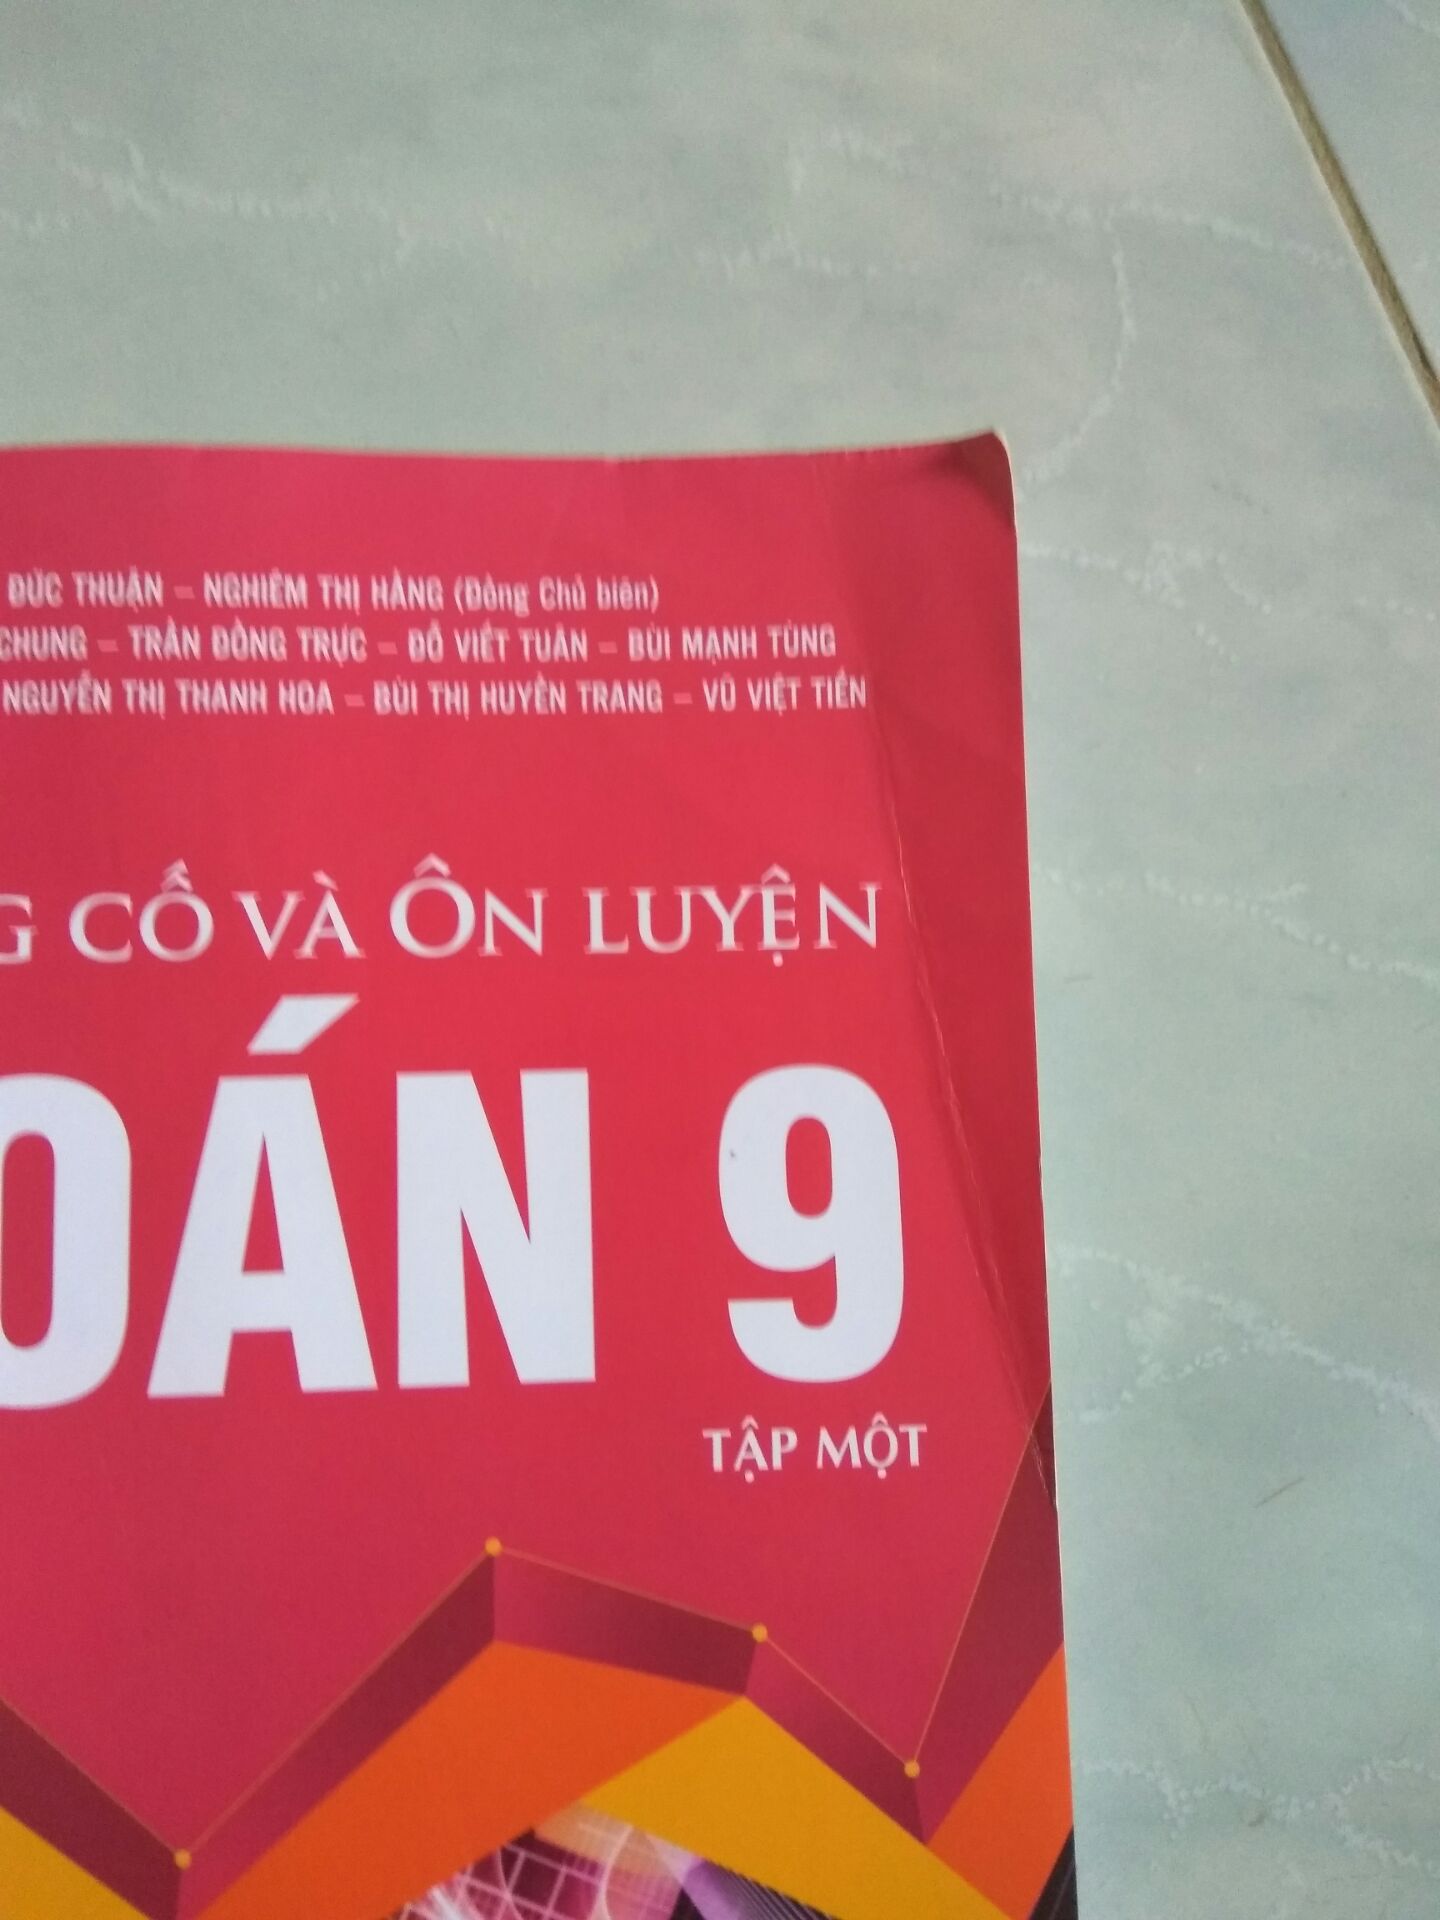 ĐỨC THUẬN – NGHIÊM THỊ HẰNG (Đồng Chủ biên)
CHUNG – TRẦN ĐÔNG TRỰC – ĐỖ VIẾT TUÂN – BÙI MẠNH TÙNG
NGUYỄN THỊ THANH HOA – BÙI THỊ HUYỀN TRANG – VŨ VIỆT TIẾN
G CỐ VÀ ÔN LUYỆN
OÁN 9
TẬP MỘT